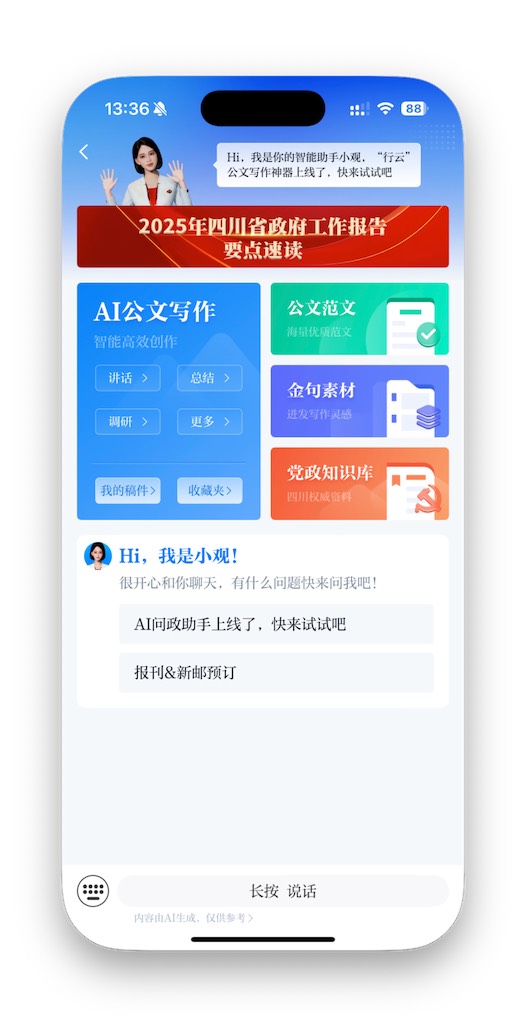 13:36
88
Hi，我是你的智能助手小观，“行云”
公文写作神器上线了，快来试试吧
2025年四川省政府工作报告
要点速读
AI公文写作
智能高效创作
讲话
总结
调研
更多
我的稿件
收藏夹
公文范文
海量优质范文
金句素材
迸发写作灵感
党政知识库
四川权威资料
Hi，我是小观！
很开心和你聊天，有什么问题快来问我吧！
AI问政助手上线了，快来试试吧
报刊&新邮预订
长按 说话
内容由AI生成，仅供参考